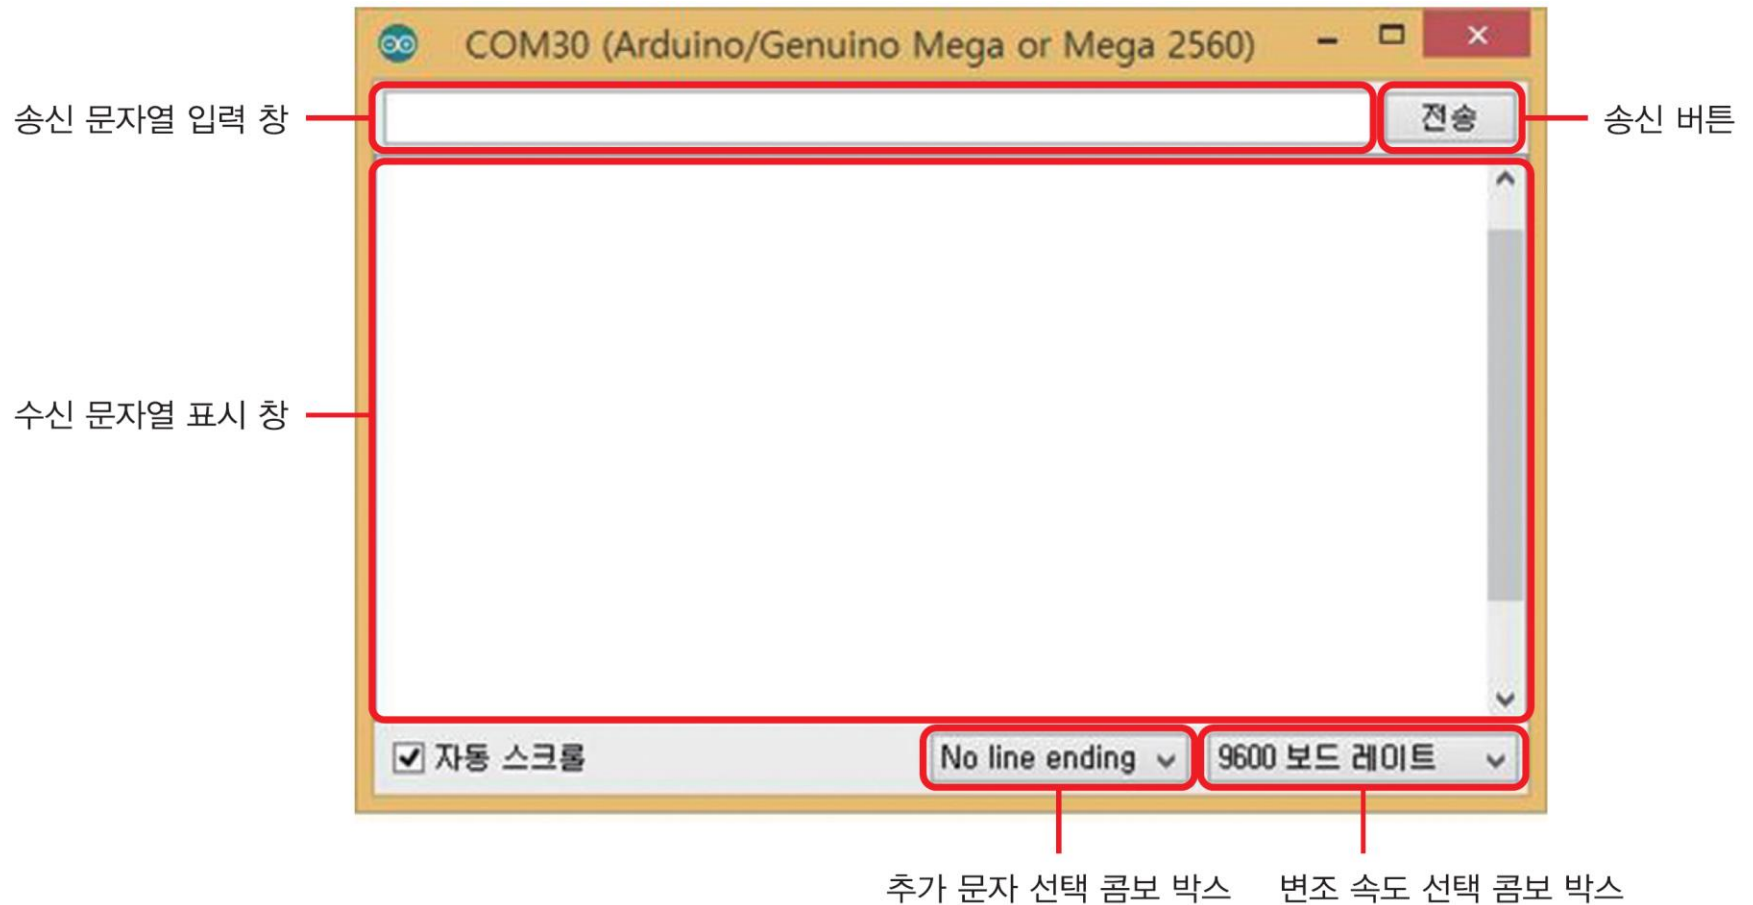 COM30 (Arduino/Genuino Mega or Mega 2560)
송신 문자열 입력 창
전송
송신 버튼
수신 문자열 표시 창
자동 스크롤
No line ending
9600 보드 레이트
추가 문자 선택 콤보 박스
변조 속도 선택 콤보 박스